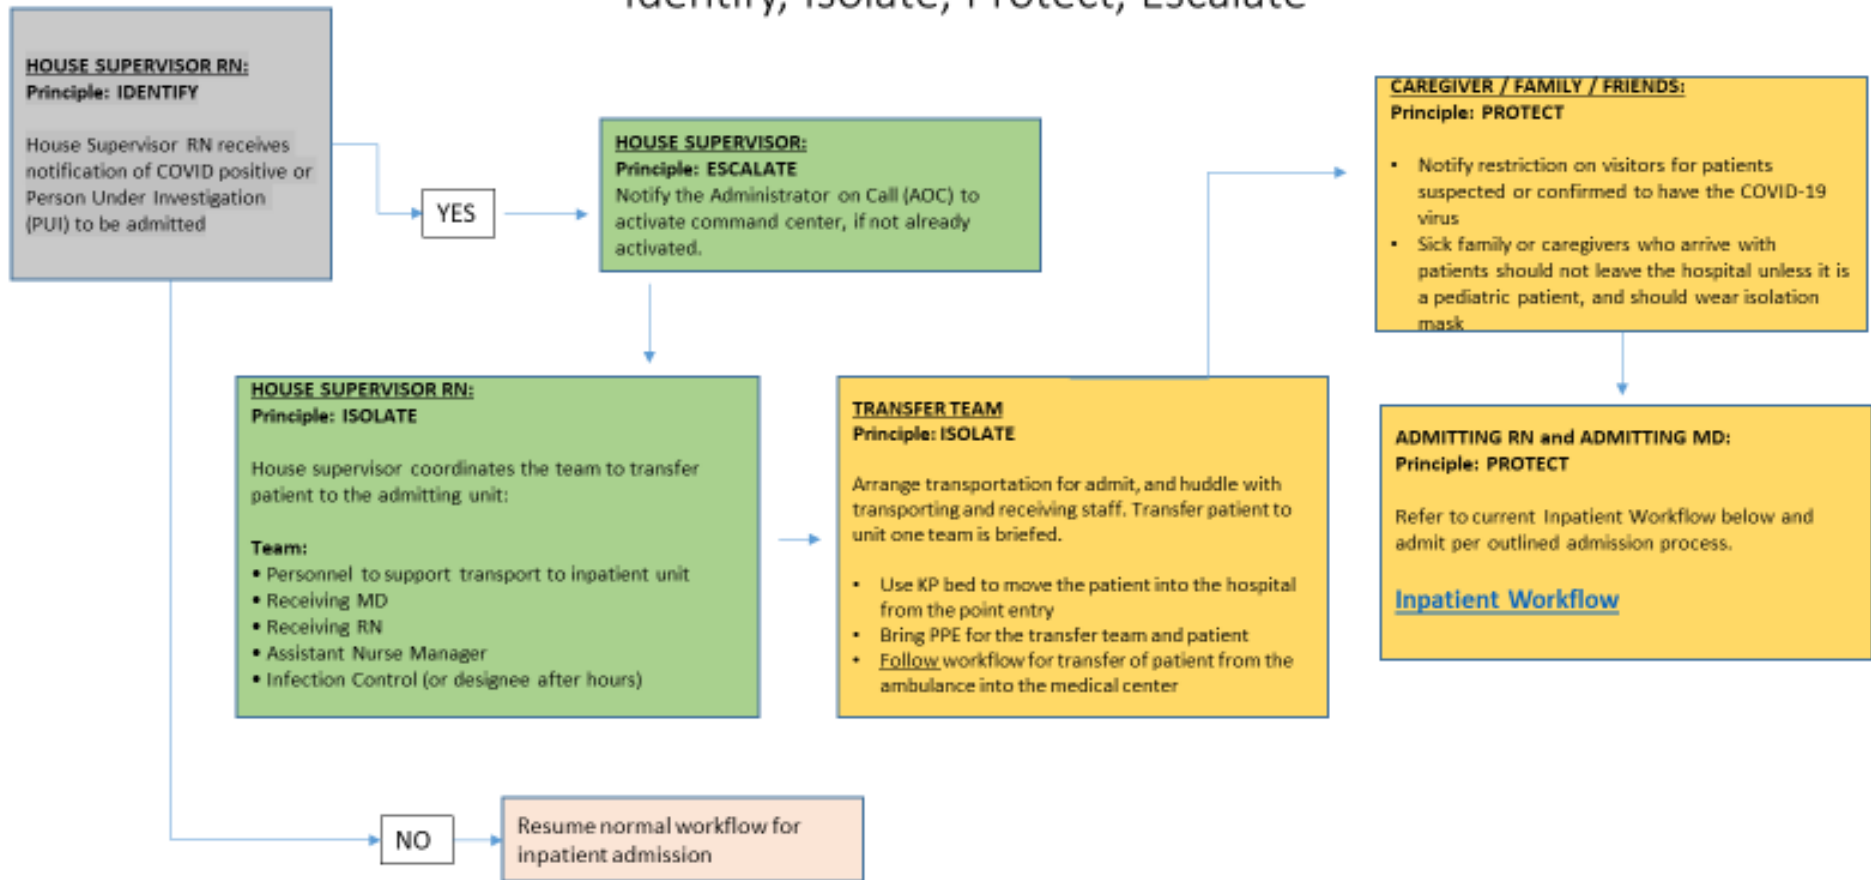 Identify, Isolate, Protect, Escalate
HOUSE SUPERVISOR RN:
Principle: IDENTIFY
House Supervisor RN receives
notification of COVID positive or
Person Under Investigation
(PUI) to be admitted
YES
HOUSE SUPERVISOR:
Principle: ESCALATE
Notify the Administrator on Call (AOC) to
activate command center, if not already
activated.
HOUSE SUPERVISOR RN:
Principle: ISOLATE
House supervisor coordinates the team to transfer
patient to the admitting unit:
Team:
• Personnel to support transport to inpatient unit
• Receiving MD
• Receiving RN
• Assistant Nurse Manager
• Infection Control (or designee after hours)
TRANSFER TEAM
Principle: ISOLATE
Arrange transportation for admit, and huddle with
transporting and receiving staff. Transfer patient to
unit one team is briefed.
• Use KP bed to move the patient into the hospital
from the point entry
• Bring PPE for the transfer team and patient
• Follow workflow for transfer of patient from the
ambulance into the medical center
CAREGIVER / FAMILY / FRIENDS:
Principle: PROTECT
• Notify restriction on visitors for patients
suspected or confirmed to have the COVID-19
virus
• Sick family or caregivers who arrive with
patients should not leave the hospital unless it is
a pediatric patient, and should wear isolation
mask
ADMITTING RN and ADMITTING MD:
Principle: PROTECT
Refer to current Inpatient Workflow below and
admit per outlined admission process.
Inpatient Workflow
NO
Resume normal workflow for
inpatient admission